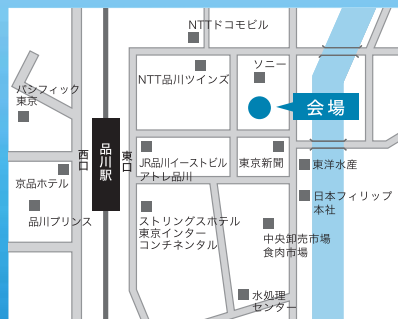 NTTドコモビル
ソニー
NTT品川ツインズ
会場
パシフィック
東京
品川駅
西口
東口
JR品川イーストビル
アトレ品川
東京新聞
東洋水産
京品ホテル
品川プリンス
日本フィリップ
本社
ストリングスホテル
東京インター
コンチネンタル
中央卸売市場
食肉市場
水処理
センター